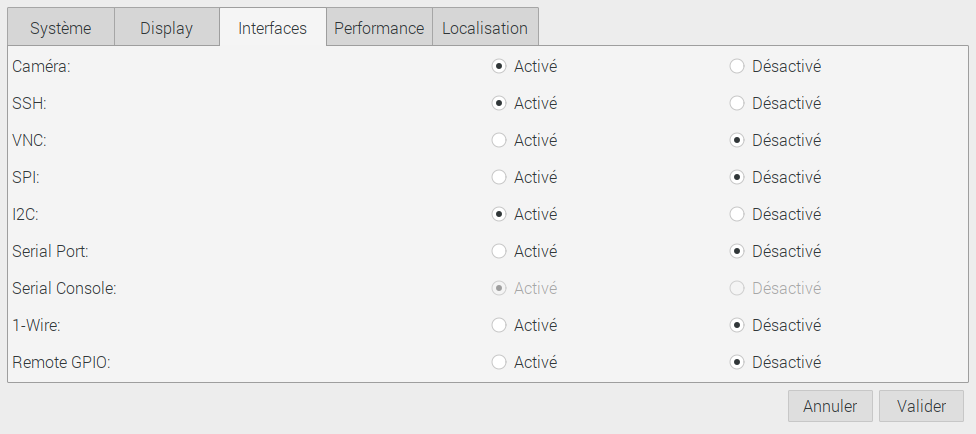 Système Display Interfaces Performance Localisation
Caméra: Activé Désactivé
SSH: Activé Désactivé
VNC: Activé Désactivé
SPI: Activé Désactivé
I2C: Activé Désactivé
Serial Port: Activé Désactivé
Serial Console: Activé Désactivé
1-Wire: Activé Désactivé
Remote GPIO: Activé Désactivé
Annuler Valider